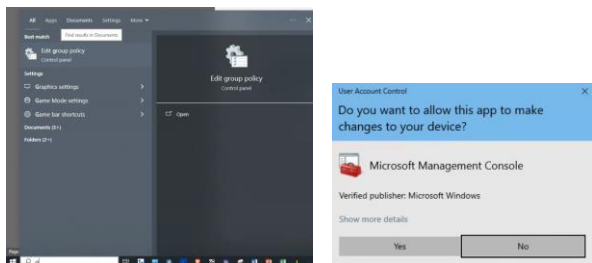 All Apps Documents Settings More
Best match
Find results in Documents
Edit group policy
Control panel
Settings
Graphics settings
Game Mode settings
Game bar shortcuts
Documents (5+)
Folders (2+)
Edit group policy
Control panel
Open
User Account Control
Do you want to allow this app to make
changes to your device?
Microsoft Management Console
Verified publisher: Microsoft Windows
Show more details
Yes No